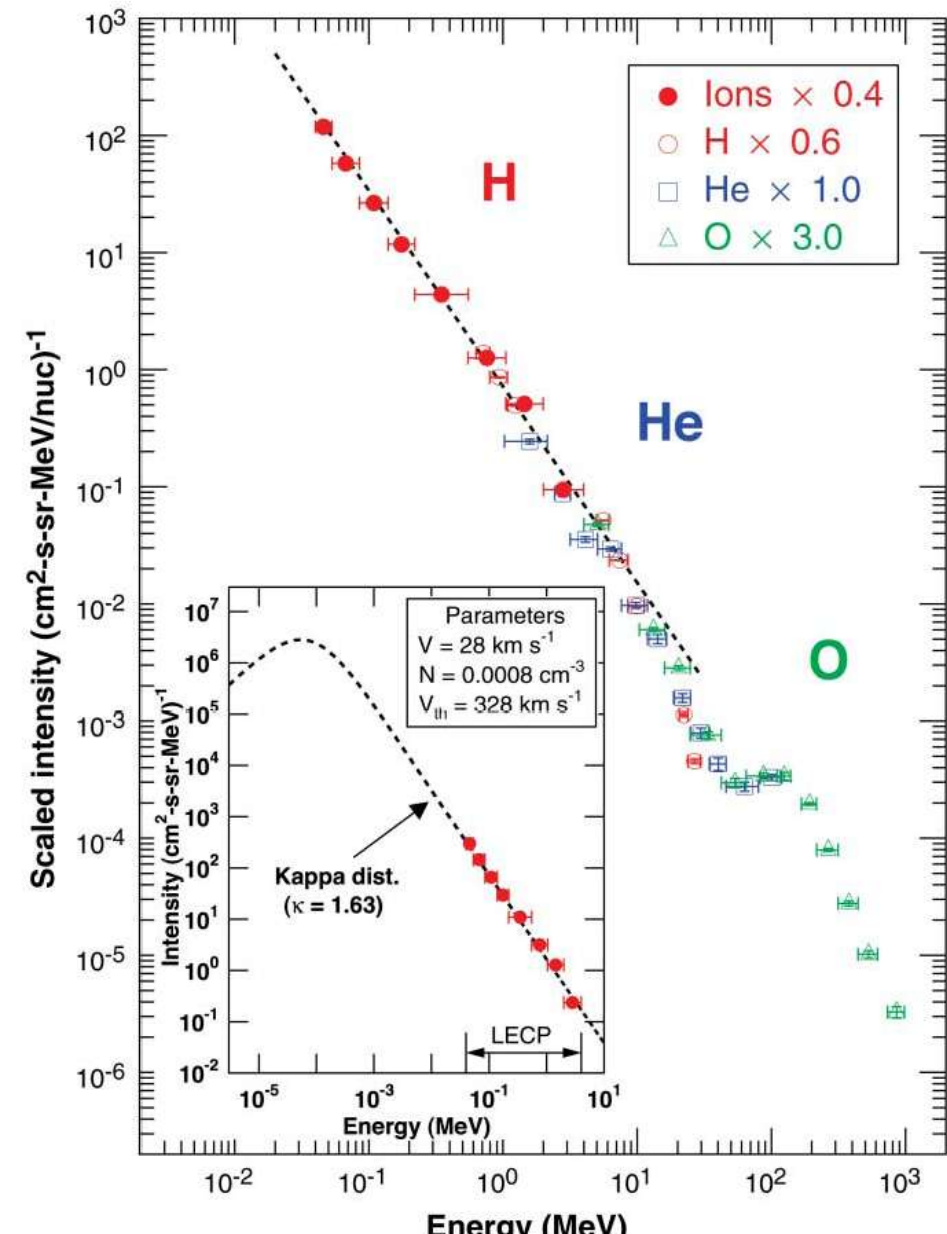 10³
10²
10¹
10⁰
10⁻¹
10⁻²
10⁻³
10⁻⁴
10⁻⁵
10⁻⁶
Scaled intensity (cm²-s-sr-MeV/nuc)⁻¹
Ions × 0.4
H × 0.6
He × 1.0
O × 3.0
H
He
O
10⁷
10⁶
10⁵
10⁴
10³
10²
10¹
10⁰
10⁻¹
10⁻²
Intensity (cm²-s-sr-MeV)⁻¹
Parameters
V = 28 km s⁻¹
N = 0.0008 cm⁻³
V_th = 328 km s⁻¹
Kappa dist.
(κ = 1.63)
LECP
10⁻⁵ 10⁻³ 10⁻¹ 10¹
Energy (MeV)
10⁻² 10⁻¹ 10⁰ 10¹ 10² 10³
Energy (MeV)